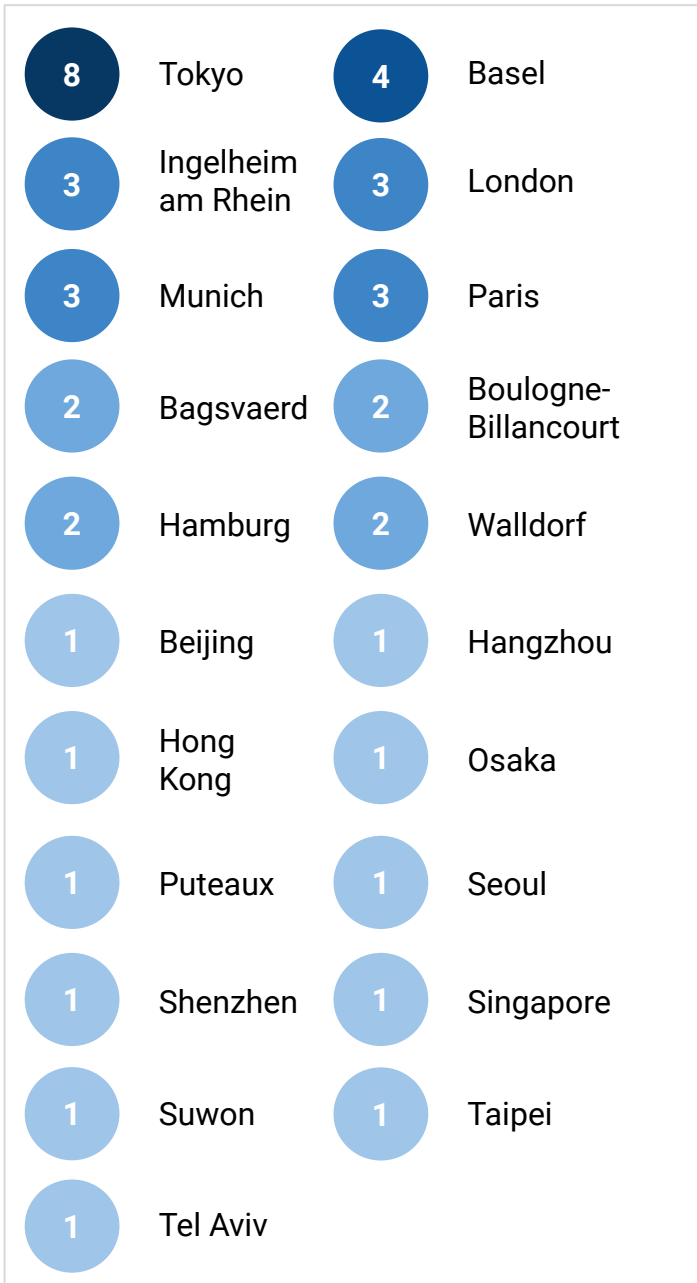 8 Tokyo 4 Basel
3 Ingelheim
am Rhein
3 London
3 Munich 3 Paris
2 Bagsvaerd 2 Boulogne-
Billancourt
2 Hamburg 2 Walldorf
1 Beijing 1 Hangzhou
1 Hong
Kong
1 Osaka
1 Puteaux 1 Seoul
1 Shenzhen 1 Singapore
1 Suwon 1 Taipei
1 Tel Aviv